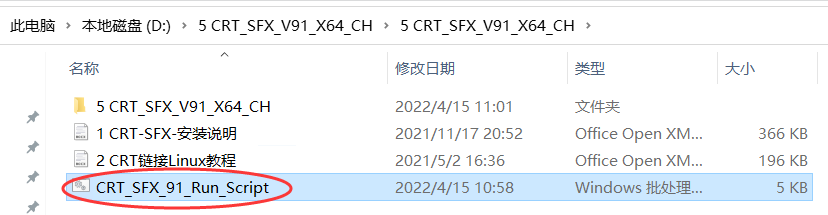 此电脑 › 本地磁盘 (D:) › 5 CRT_SFX_V91_X64_CH › 5 CRT_SFX_V91_X64_CH ›
名称 修改日期 类型 大小
5 CRT_SFX_V91_X64_CH 2022/4/15 11:01 文件夹
1 CRT-SFX-安装说明 2021/11/17 20:52 Office Open XM... 366 KB
2 CRT链接Linux教程 2021/5/2 16:36 Office Open XM... 196 KB
CRT_SFX_91_Run_Script 2022/4/15 10:58 Windows 批处理... 5 KB